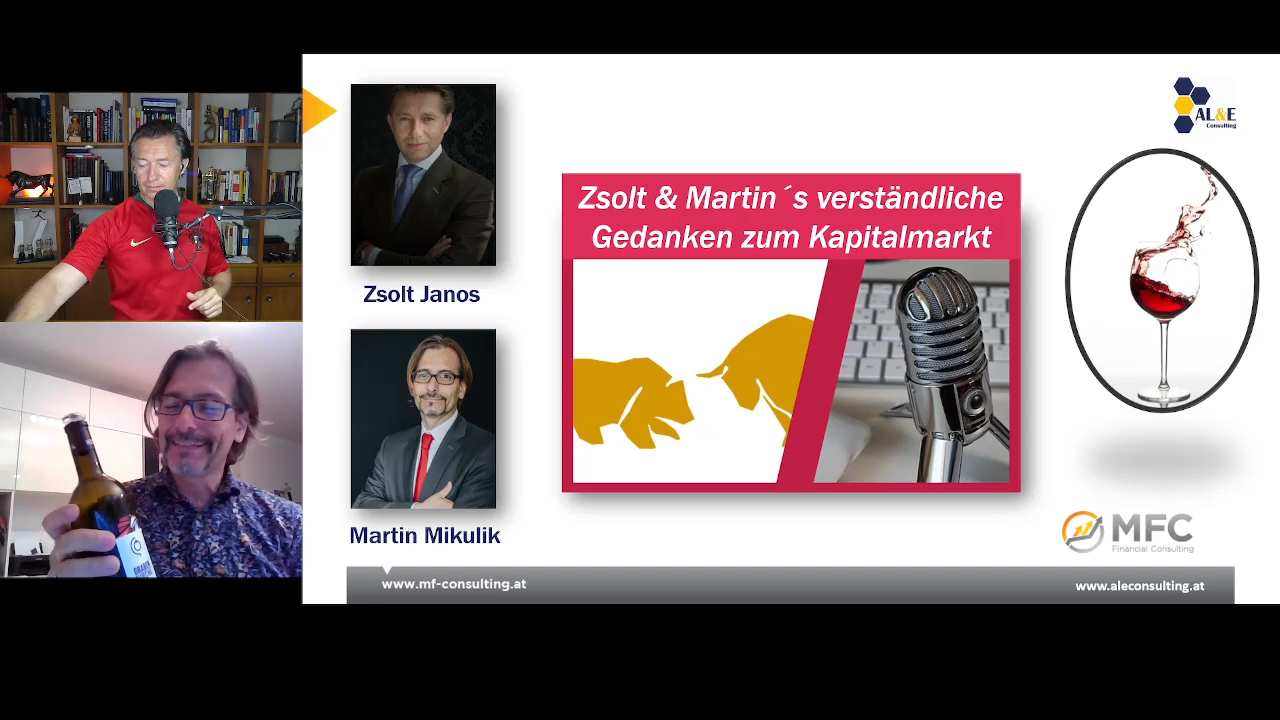 Zsolt Janos
Martin Mikulik
Zsolt & Martin´s verständliche
Gedanken zum Kapitalmarkt
AL&E
Consulting
MFC
Financial Consulting
www.mf-consulting.at
www.aleconsulting.at